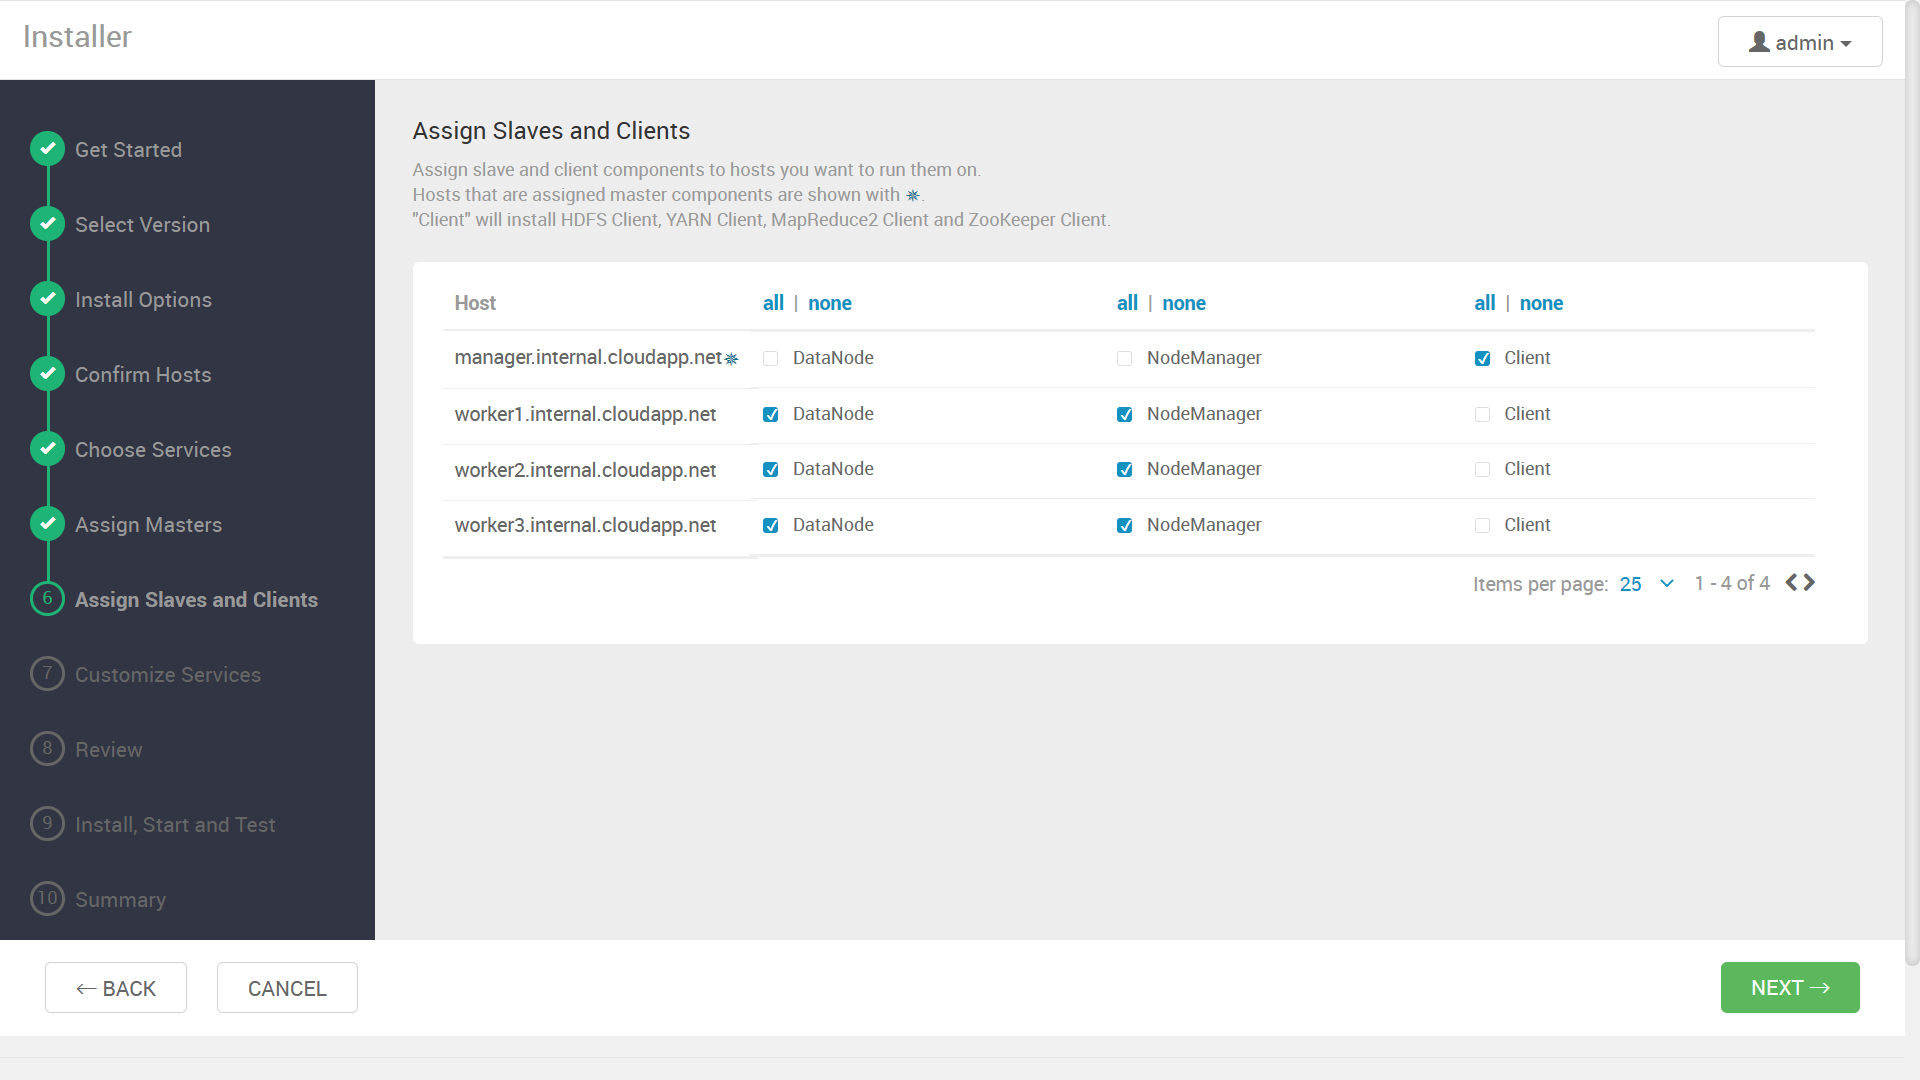 Installer
admin
Get Started
Select Version
Install Options
Confirm Hosts
Choose Services
Assign Masters
6 Assign Slaves and Clients
7 Customize Services
8 Review
9 Install, Start and Test
10 Summary
Assign Slaves and Clients
Assign slave and client components to hosts you want to run them on.
Hosts that are assigned master components are shown with ✵.
"Client" will install HDFS Client, YARN Client, MapReduce2 Client and ZooKeeper Client.
Host all | none all | none all | none
manager.internal.cloudapp.net✵ DataNode NodeManager Client
worker1.internal.cloudapp.net DataNode NodeManager Client
worker2.internal.cloudapp.net DataNode NodeManager Client
worker3.internal.cloudapp.net DataNode NodeManager Client
Items per page: 25 1 - 4 of 4
← BACK CANCEL NEXT →